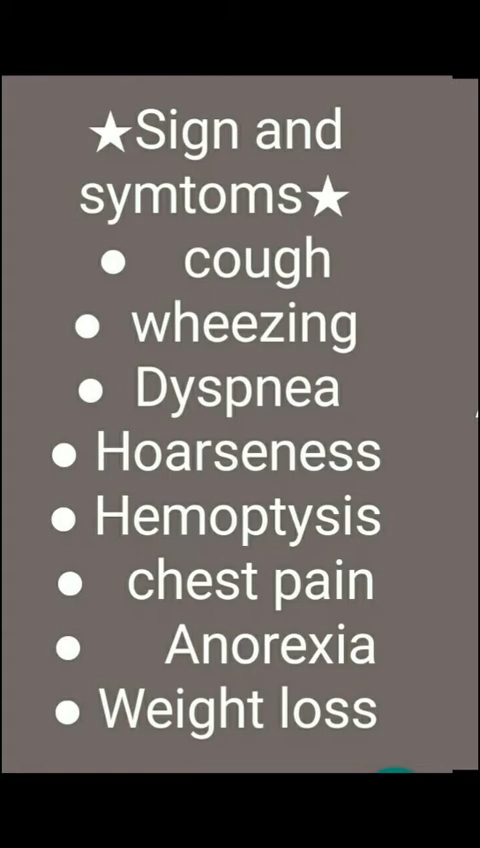 ★Sign and
symtoms★
● cough
● wheezing
● Dyspnea
● Hoarseness
● Hemoptysis
● chest pain
● Anorexia
● Weight loss